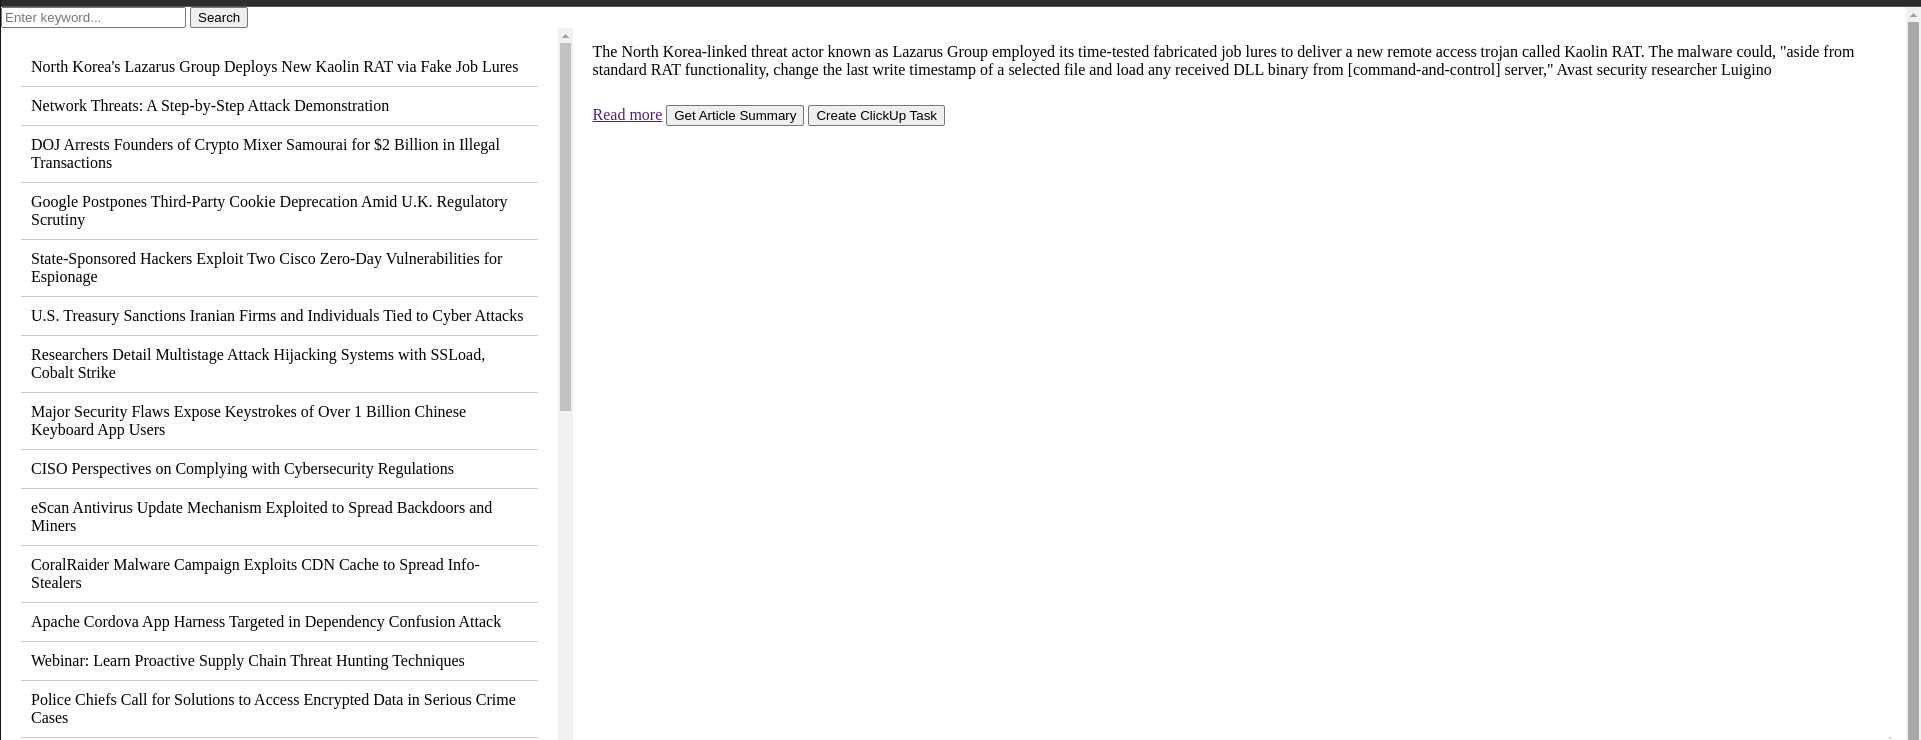 Enter keyword...
Search
North Korea's Lazarus Group Deploys New Kaolin RAT via Fake Job Lures
Network Threats: A Step-by-Step Attack Demonstration
DOJ Arrests Founders of Crypto Mixer Samourai for $2 Billion in Illegal
Transactions
Google Postpones Third-Party Cookie Deprecation Amid U.K. Regulatory
Scrutiny
State-Sponsored Hackers Exploit Two Cisco Zero-Day Vulnerabilities for
Espionage
U.S. Treasury Sanctions Iranian Firms and Individuals Tied to Cyber Attacks
Researchers Detail Multistage Attack Hijacking Systems with SSLoad,
Cobalt Strike
Major Security Flaws Expose Keystrokes of Over 1 Billion Chinese
Keyboard App Users
CISO Perspectives on Complying with Cybersecurity Regulations
eScan Antivirus Update Mechanism Exploited to Spread Backdoors and
Miners
CoralRaider Malware Campaign Exploits CDN Cache to Spread Info-
Stealers
Apache Cordova App Harness Targeted in Dependency Confusion Attack
Webinar: Learn Proactive Supply Chain Threat Hunting Techniques
Police Chiefs Call for Solutions to Access Encrypted Data in Serious Crime
Cases
The North Korea-linked threat actor known as Lazarus Group employed its time-tested fabricated job lures to deliver a new remote access trojan called Kaolin RAT. The malware could, "aside from
standard RAT functionality, change the last write timestamp of a selected file and load any received DLL binary from [command-and-control] server," Avast security researcher Luigino
Read more Get Article Summary Create ClickUp Task